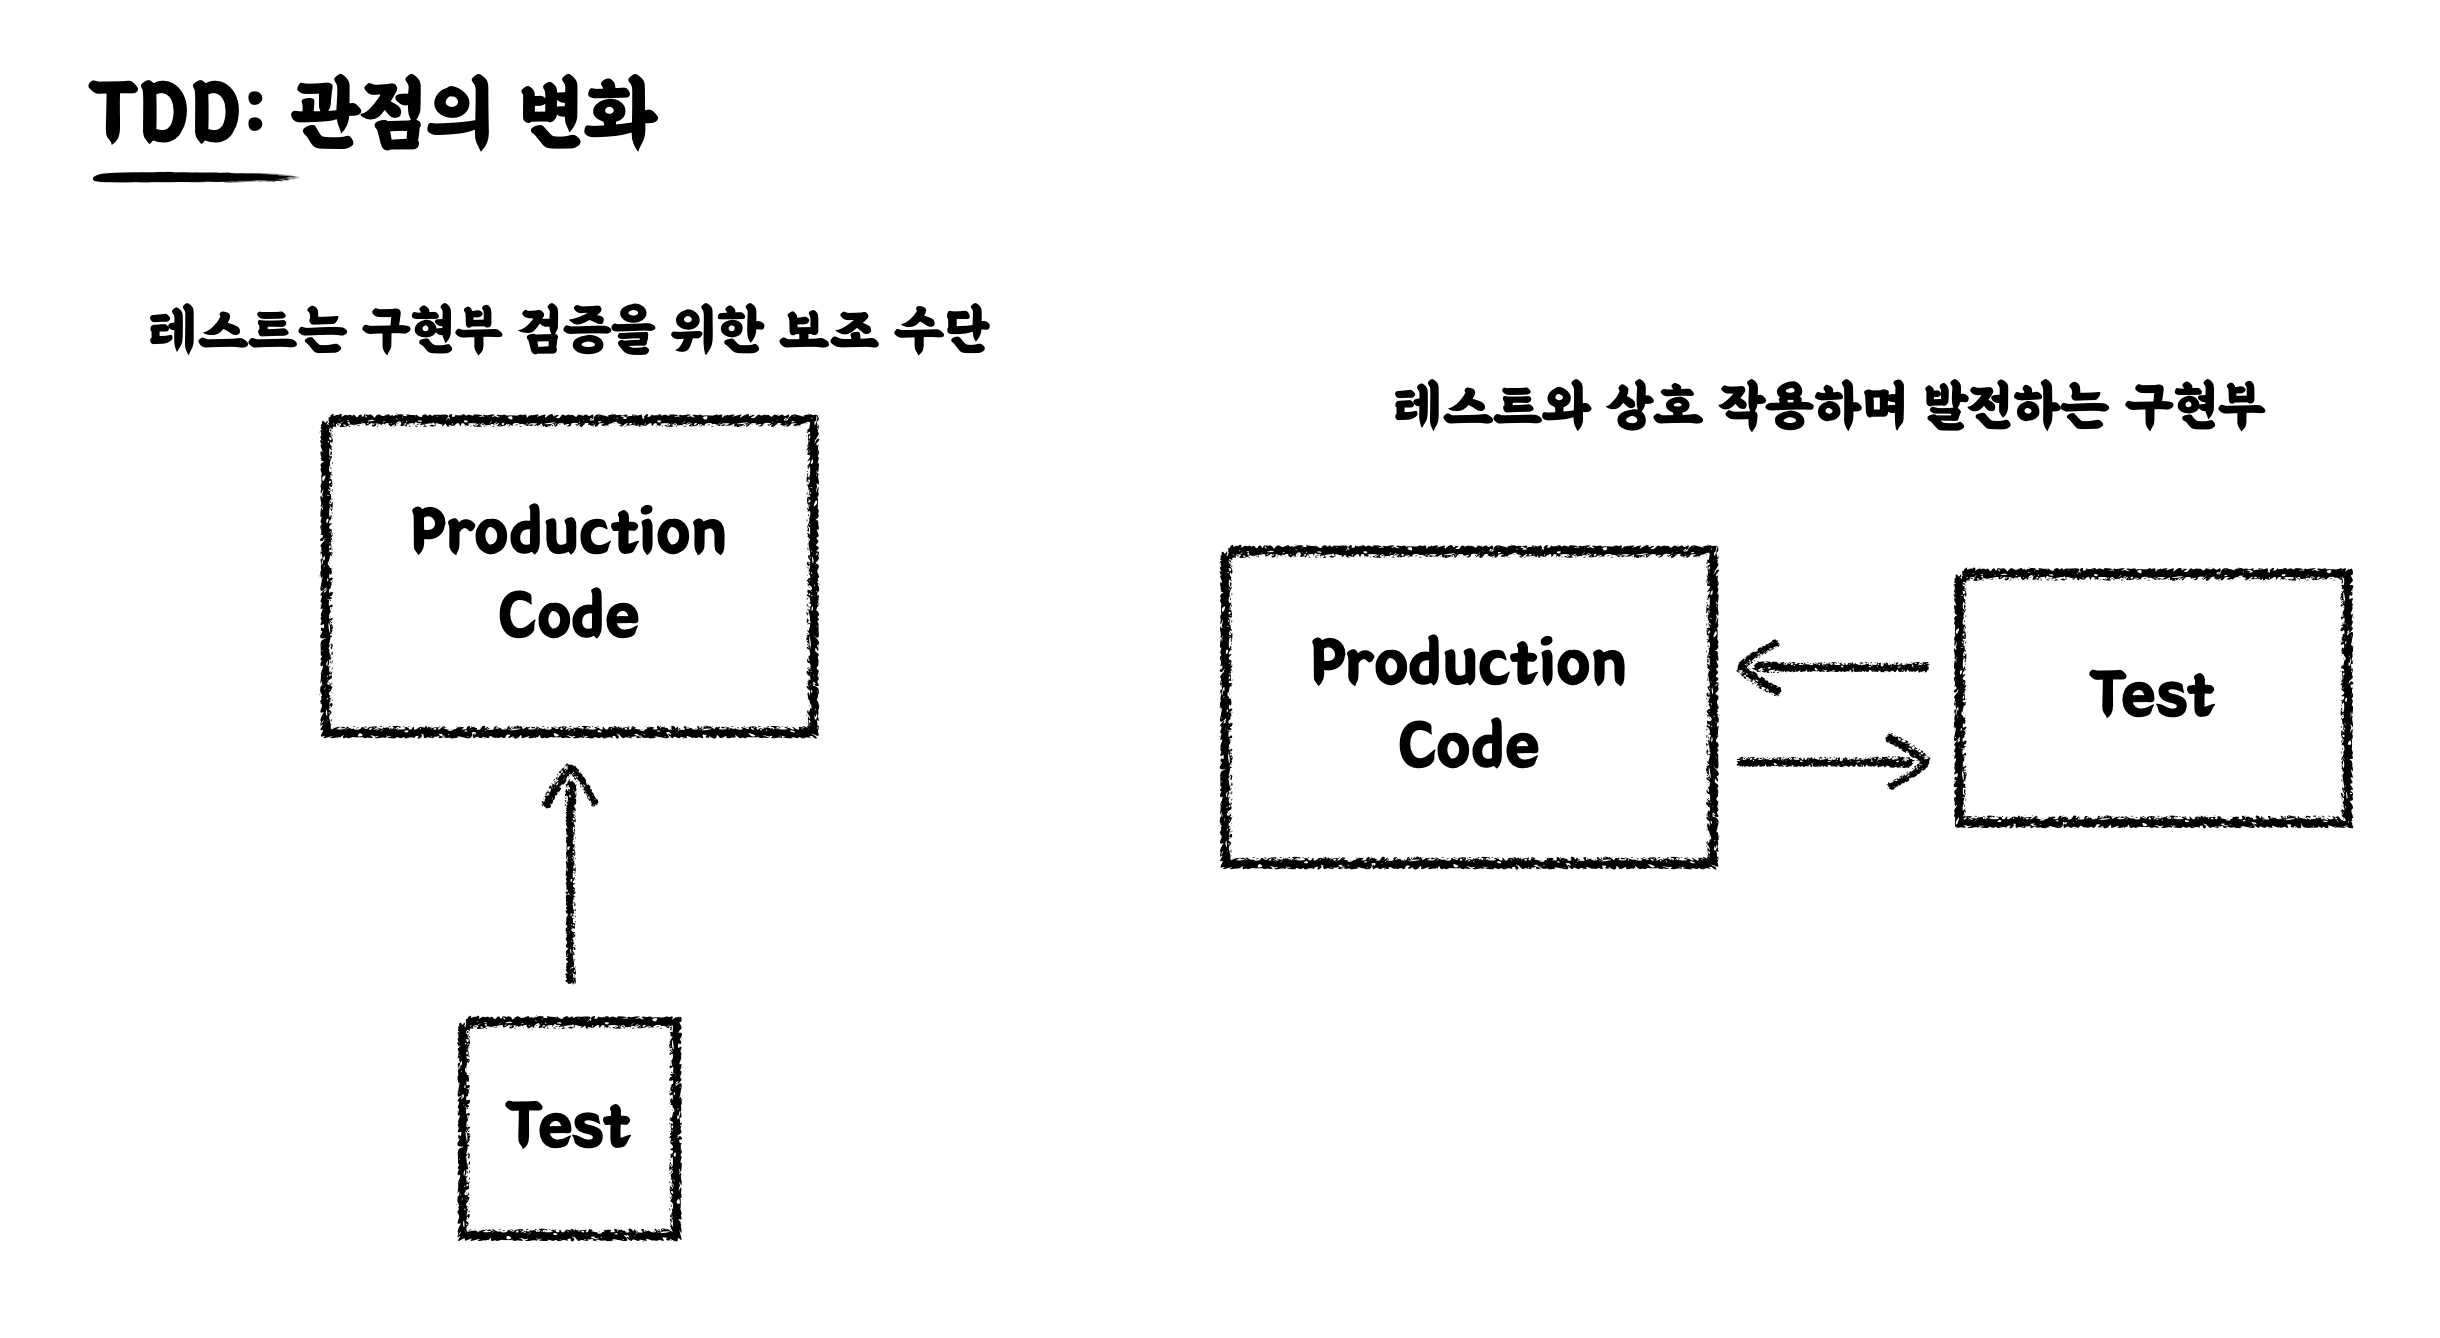 TDD: 관점의 변화
테스트는 구현부 검증을 위한 보조 수단
Production
Code
Test
테스트와 상호 작용하며 발전하는 구현부
Production
Code
Test